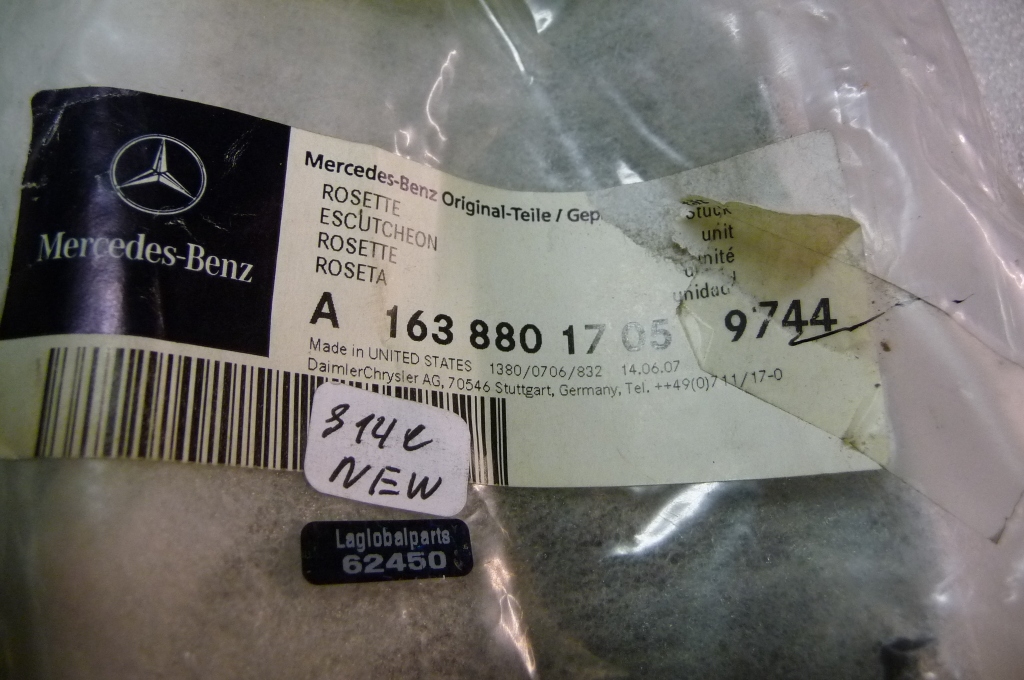 Mercedes-Benz
Mercedes-Benz Original-Teile / Gep
ROSETTE
ESCUTCHEON
ROSETTE
ROSETA
Stück
unit
unité
unidad
A 163 880 17 05 9744
Made in UNITED STATES 1380/0706/832 14.06.07
DaimlerChrysler AG, 70546 Stuttgart, Germany, Tel. ++49(0)711/17-0
NEW
Laglobalparts
62450